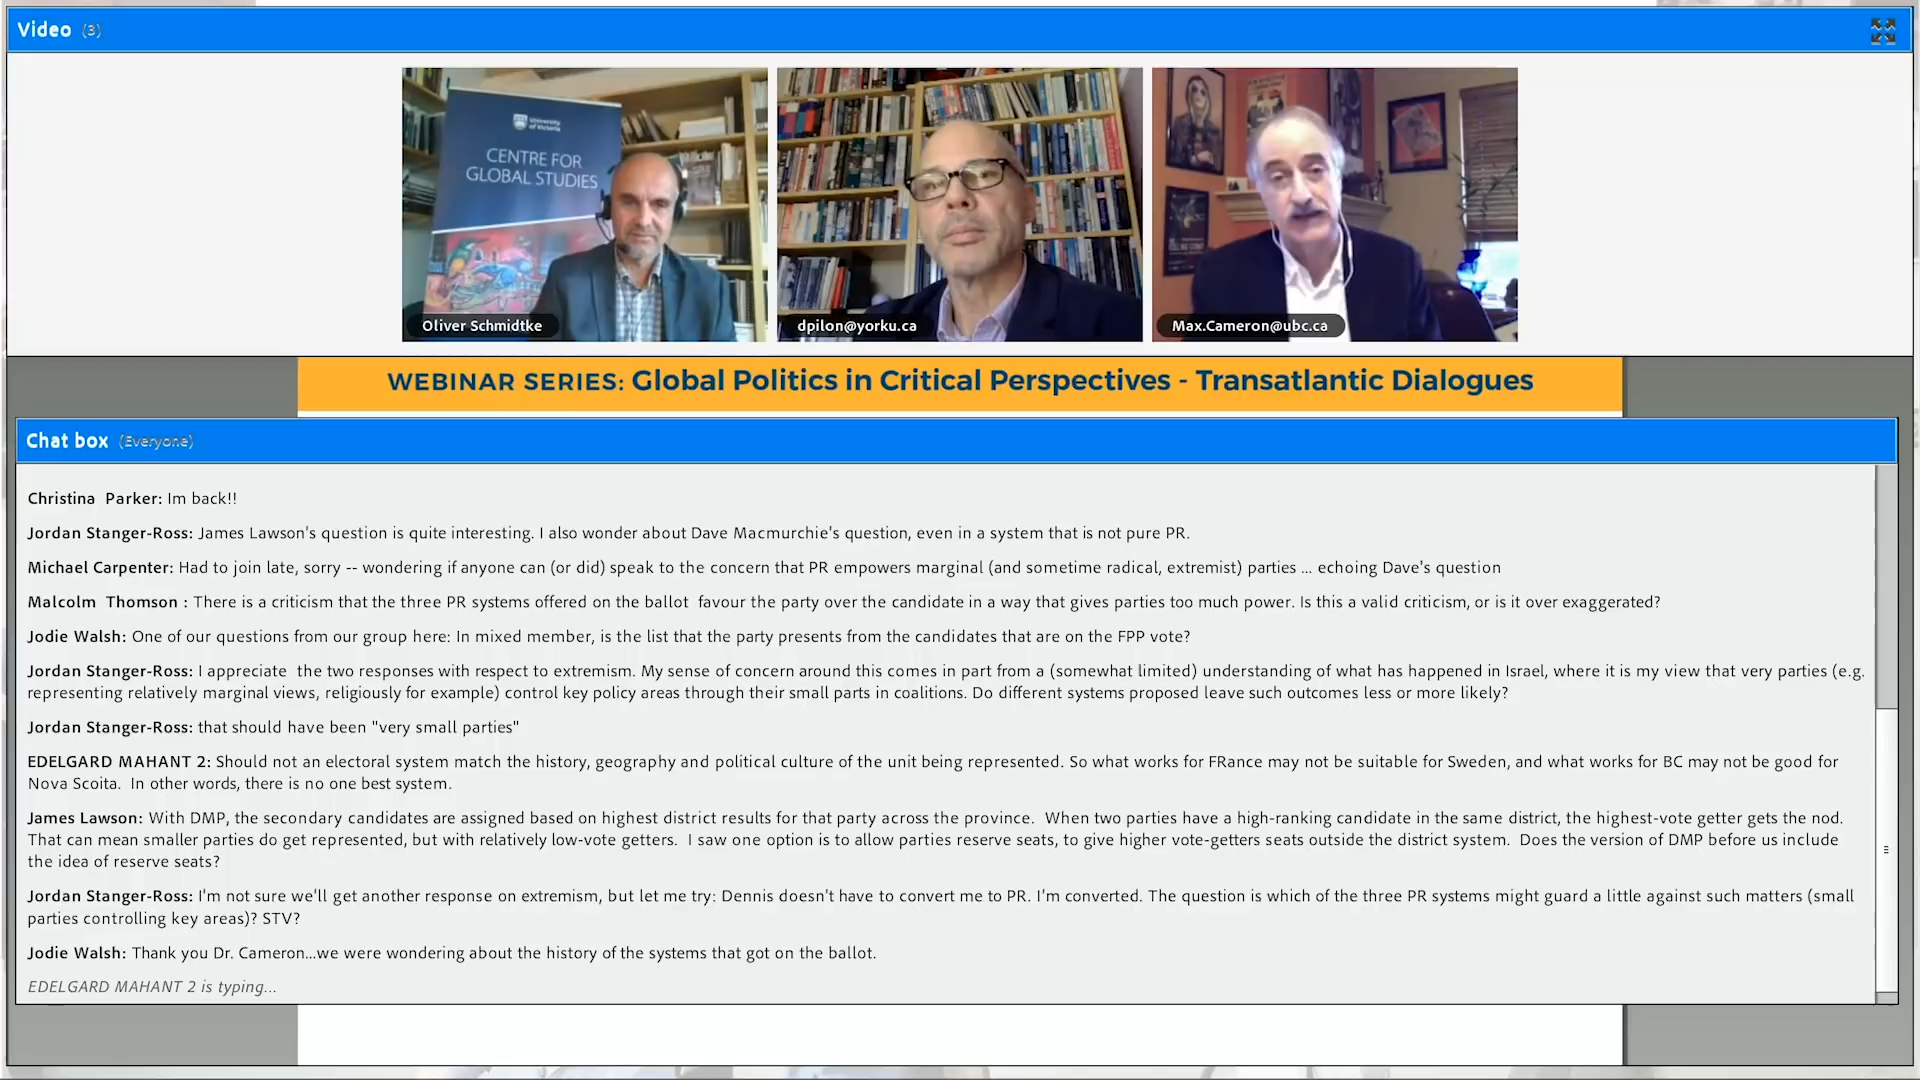 Video (3)
University
of Victoria
CENTRE FOR
GLOBAL STUDIES
Oliver Schmidtke
dpilon@yorku.ca
Max.Cameron@ubc.ca
WEBINAR SERIES: Global Politics in Critical Perspectives - Transatlantic Dialogues
Chat box (Everyone)
Christina Parker: Im back!!
Jordan Stanger-Ross: James Lawson's question is quite interesting. I also wonder about Dave Macmurchie's question, even in a system that is not pure PR.
Michael Carpenter: Had to join late, sorry -- wondering if anyone can (or did) speak to the concern that PR empowers marginal (and sometime radical, extremist) parties ... echoing Dave's question
Malcolm Thomson : There is a criticism that the three PR systems offered on the ballot favour the party over the candidate in a way that gives parties too much power. Is this a valid criticism, or is it over exaggerated?
Jodie Walsh: One of our questions from our group here: In mixed member, is the list that the party presents from the candidates that are on the FPP vote?
Jordan Stanger-Ross: I appreciate the two responses with respect to extremism. My sense of concern around this comes in part from a (somewhat limited) understanding of what has happened in Israel, where it is my view that very parties (e.g.
representing relatively marginal views, religiously for example) control key policy areas through their small parts in coalitions. Do different systems proposed leave such outcomes less or more likely?
Jordan Stanger-Ross: that should have been "very small parties"
EDELGARD MAHANT 2: Should not an electoral system match the history, geography and political culture of the unit being represented. So what works for FRance may not be suitable for Sweden, and what works for BC may not be good for
Nova Scoita. In other words, there is no one best system.
James Lawson: With DMP, the secondary candidates are assigned based on highest district results for that party across the province. When two parties have a high-ranking candidate in the same district, the highest-vote getter gets the nod.
That can mean smaller parties do get represented, but with relatively low-vote getters. I saw one option is to allow parties reserve seats, to give higher vote-getters seats outside the district system. Does the version of DMP before us include
the idea of reserve seats?
Jordan Stanger-Ross: I'm not sure we'll get another response on extremism, but let me try: Dennis doesn't have to convert me to PR. I'm converted. The question is which of the three PR systems might guard a little against such matters (small
parties controlling key areas)? STV?
Jodie Walsh: Thank you Dr. Cameron...we were wondering about the history of the systems that got on the ballot.
EDELGARD MAHANT 2 is typing...